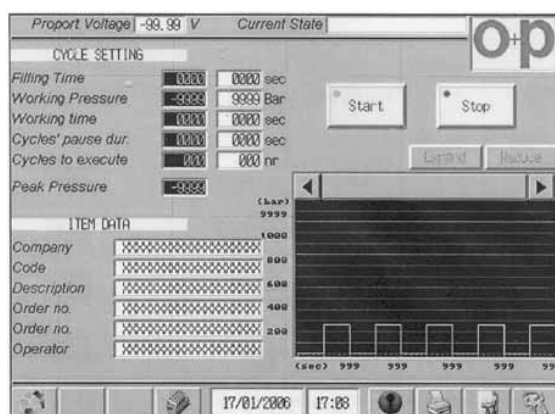 Proport. Voltage -99.99 V Current State
o+p
CYCLE SETTING
Filling Time 0000 0000 sec
Working Pressure -9999 9999 Bar
Working time 0000 0000 sec
Cycles' pause dur. 0000 0000 sec
Cycles to execute 000 000 nr
Peak Pressure -9999
Start
Stop
Expand Reduce
ITEM DATA
Company XXXXXXXXXXXXXXXXXX
Code XXXXXXXXXXXXXXXXXX
Description XXXXXXXXXXXXXXXXXX
Order no. XXXXXXXXXXXXXXXXXX
Order no. XXXXXXXXXXXXXXXXXX
Operator XXXXXXXXXXXXXXXXXX
(bar)
9999
1000
800
600
400
200
(sec) 999 999 999 999 99
17/01/2006 17:08